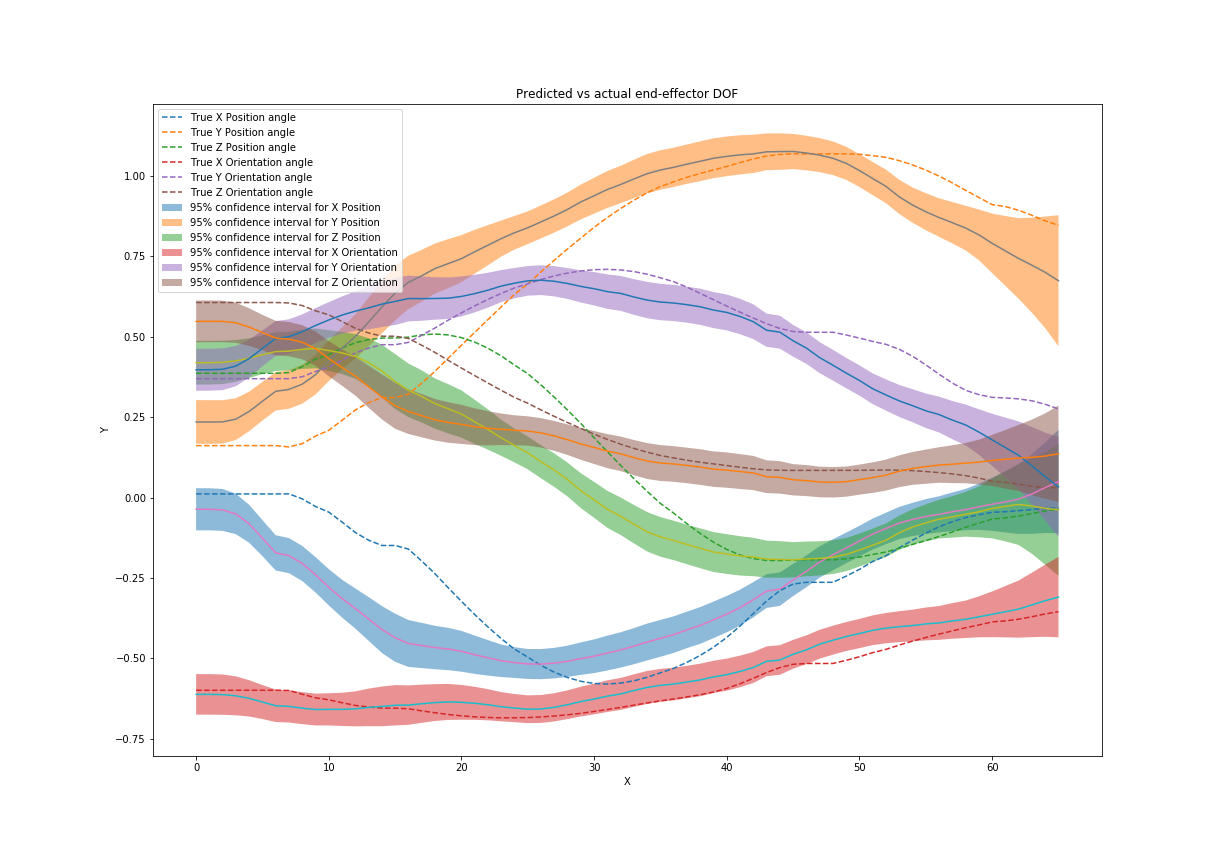 Predicted vs actual end-effector DOF
True X Position angle
True Y Position angle
True Z Position angle
True X Orientation angle
True Y Orientation angle
True Z Orientation angle
95% confidence interval for X Position
95% confidence interval for Y Position
95% confidence interval for Z Position
95% confidence interval for X Orientation
95% confidence interval for Y Orientation
95% confidence interval for Z Orientation
1.00
0.75
0.50
0.25
0.00
−0.25
−0.50
−0.75
Y
0 10 20 30 40 50 60
X